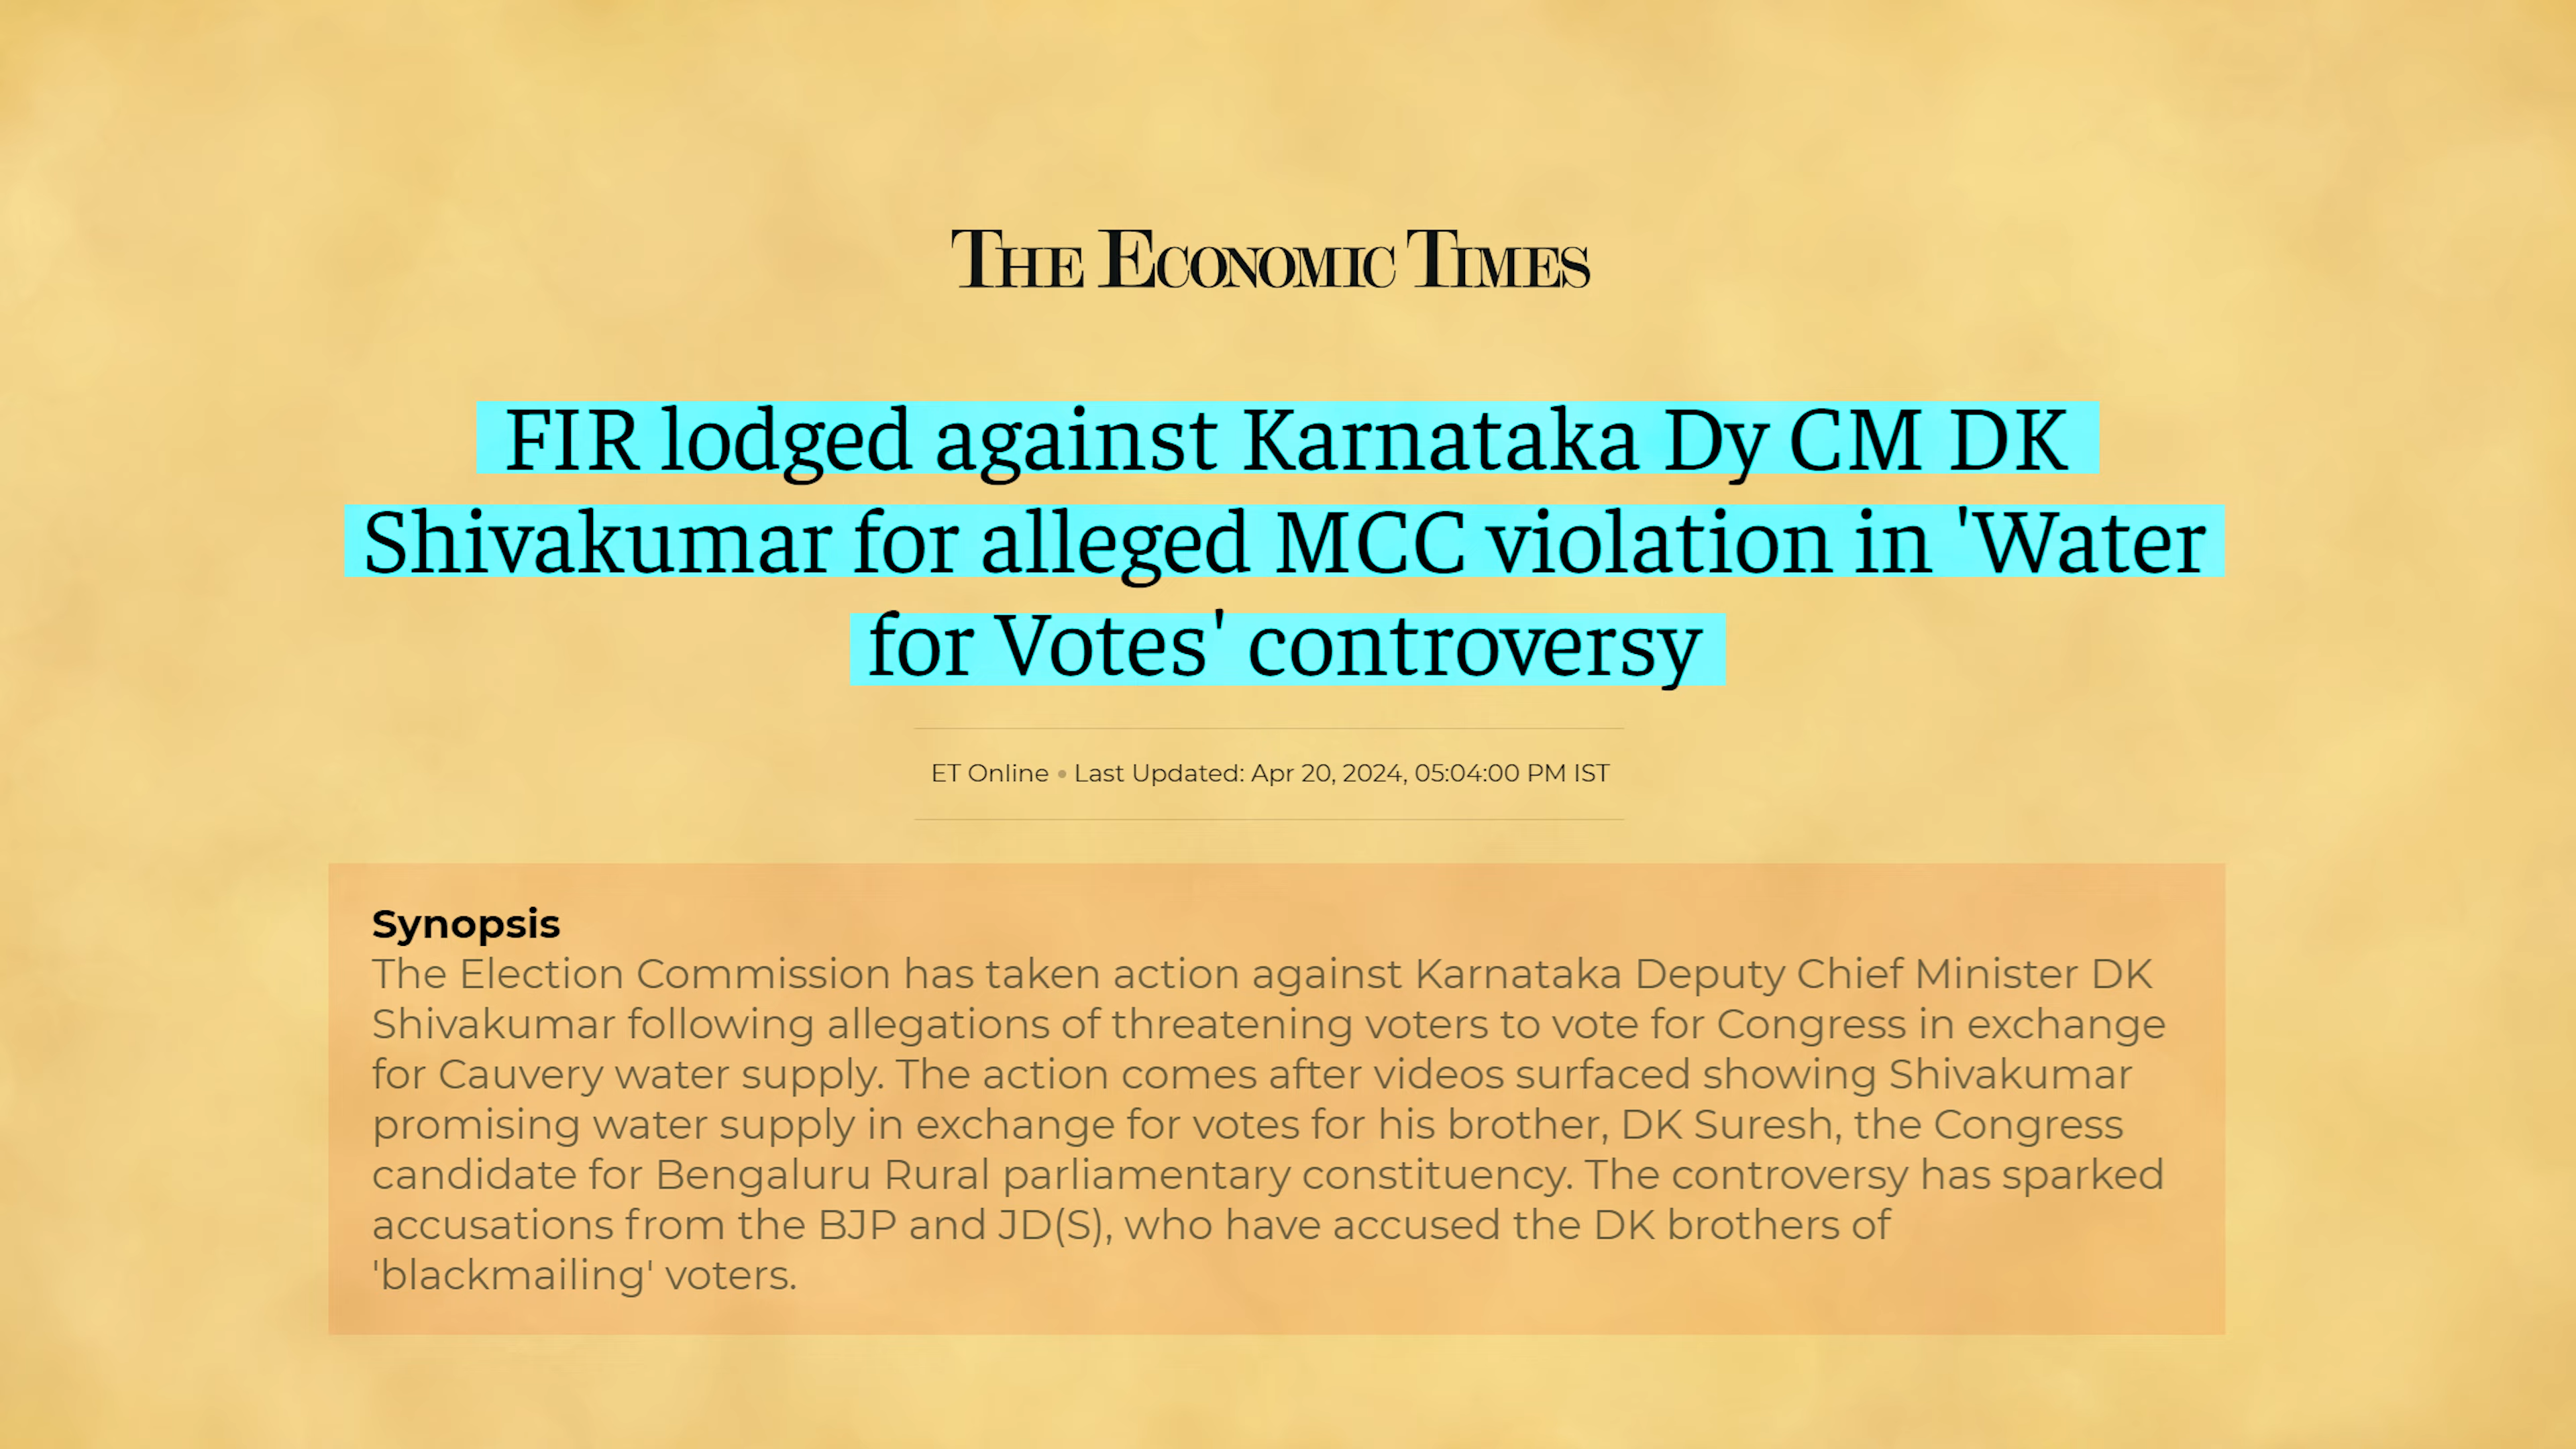 THE ECONOMIC TIMES
FIR lodged against Karnataka Dy CM DK
Shivakumar for alleged MCC violation in 'Water
for Votes' controversy
ET Online • Last Updated: Apr 20, 2024, 05:04:00 PM IST
Synopsis
The Election Commission has taken action against Karnataka Deputy Chief Minister DK
Shivakumar following allegations of threatening voters to vote for Congress in exchange
for Cauvery water supply. The action comes after videos surfaced showing Shivakumar
promising water supply in exchange for votes for his brother, DK Suresh, the Congress
candidate for Bengaluru Rural parliamentary constituency. The controversy has sparked
accusations from the BJP and JD(S), who have accused the DK brothers of
'blackmailing' voters.